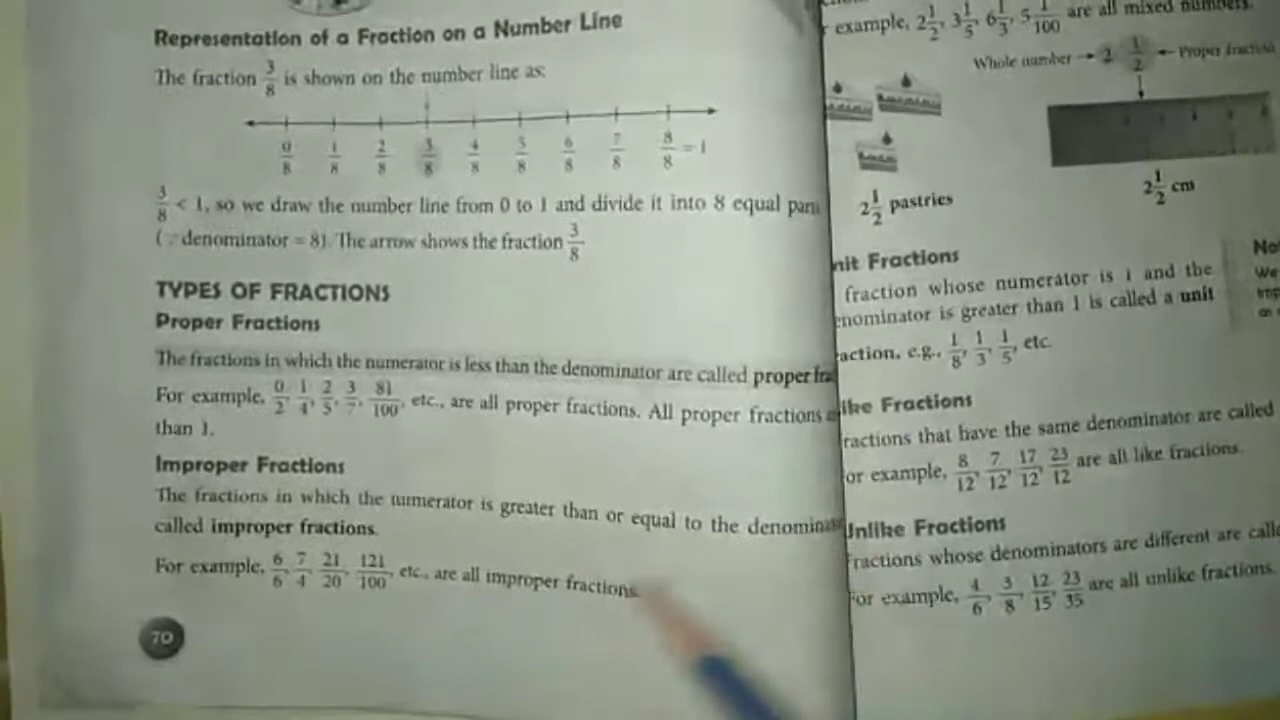 Representation of a Fraction on a Number Line
The fraction 3/8 is shown on the number line as:
0/8 1/8 2/8 3/8 4/8 5/8 6/8 7/8 8/8 = 1
3/8 < 1, so we draw the number line from 0 to 1 and divide it into 8 equal
(∵ denominator = 8). The arrow shows the fraction 3/8
TYPES OF FRACTIONS
Proper Fractions
The fractions in which the numerator is less than the denominator are called proper
For example, 0/2, 1/4, 2/5, 3/7, 81/100, etc., are all proper fractions. All proper fractions
than 1.
Improper Fractions
The fractions in which the numerator is greater than or equal to the
called improper fractions.
For example, 6/6, 7/4, 21/20, 121/100, etc., are all improper fractions.
70
example, 2 1/2, 3 1/5, 6 1/3, 5 1/100 are all mixed numbers.
Whole number → 2 1/2 ← Proper fraction
2 1/2 pastries
2 1/2 cm
nit Fractions
fraction whose numerator is 1 and the
enominator is greater than 1 is called a unit
action, e.g., 1/8, 1/3, 1/5, etc.
No
We
ike Fractions
ractions that have the same denominator are called
or example, 8/12, 7/12, 17/12, 23/12 are all like fractions.
Unlike Fractions
Fractions whose denominators are different are
For example, 4/6, 3/8, 12/15, 23/35 are all unlike fractions.